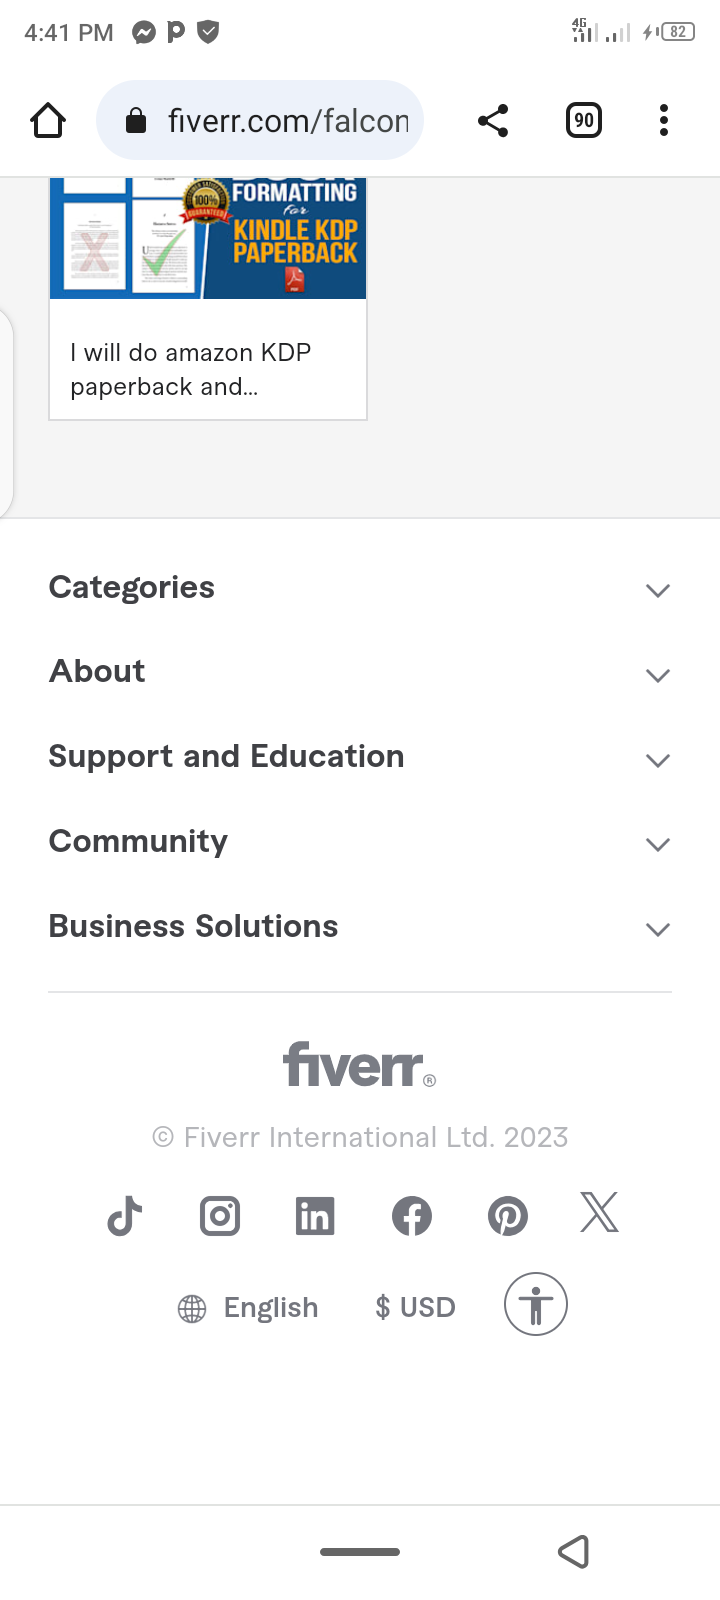 4:41 PM
4G
82
fiverr.com/falcon
90
100%
FORMATTING
for
KINDLE KDP
PAPERBACK
PDF
I will do amazon KDP
paperback and...
Categories
About
Support and Education
Community
Business Solutions
fiverr®
© Fiverr International Ltd. 2023
English
$ USD